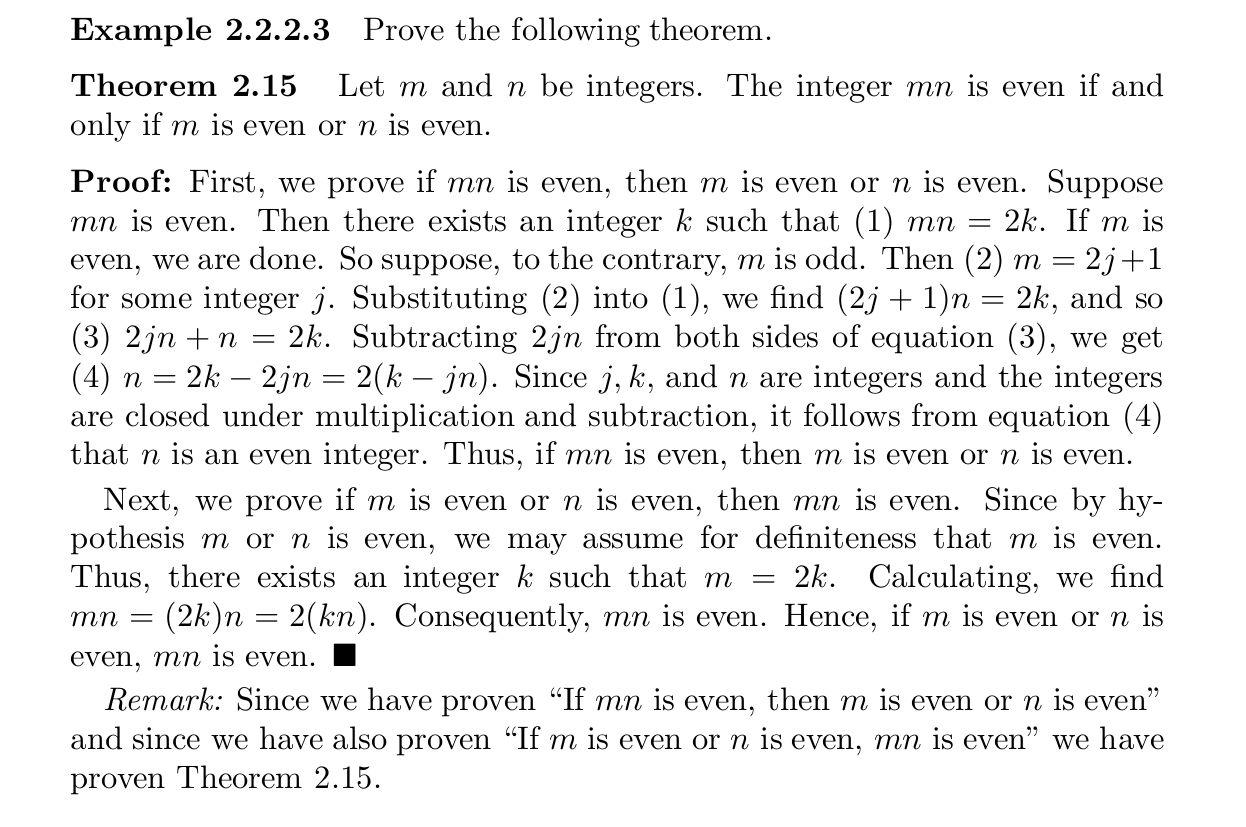 Example 2.2.2.3 Prove the following theorem.
Theorem 2.15 Let m and n be integers. The integer mn is even if and
only if m is even or n is even.
Proof: First, we prove if mn is even, then m is even or n is even. Suppose
mn is even. Then there exists an integer k such that (1) mn = 2k. If m is
even, we are done. So suppose, to the contrary, m is odd. Then (2) m = 2j+1
for some integer j. Substituting (2) into (1), we find (2j + 1)n = 2k, and so
(3) 2jn + n = 2k. Subtracting 2jn from both sides of equation (3), we get
(4) n = 2k − 2jn = 2(k − jn). Since j, k, and n are integers and the integers
are closed under multiplication and subtraction, it follows from equation (4)
that n is an even integer. Thus, if mn is even, then m is even or n is even.
Next, we prove if m is even or n is even, then mn is even. Since by hy-
pothesis m or n is even, we may assume for definiteness that m is even.
Thus, there exists an integer k such that m = 2k. Calculating, we find
mn = (2k)n = 2(kn). Consequently, mn is even. Hence, if m is even or n is
even, mn is even. ■
Remark: Since we have proven “If mn is even, then m is even or n is even”
and since we have also proven “If m is even or n is even, mn is even” we have
proven Theorem 2.15.